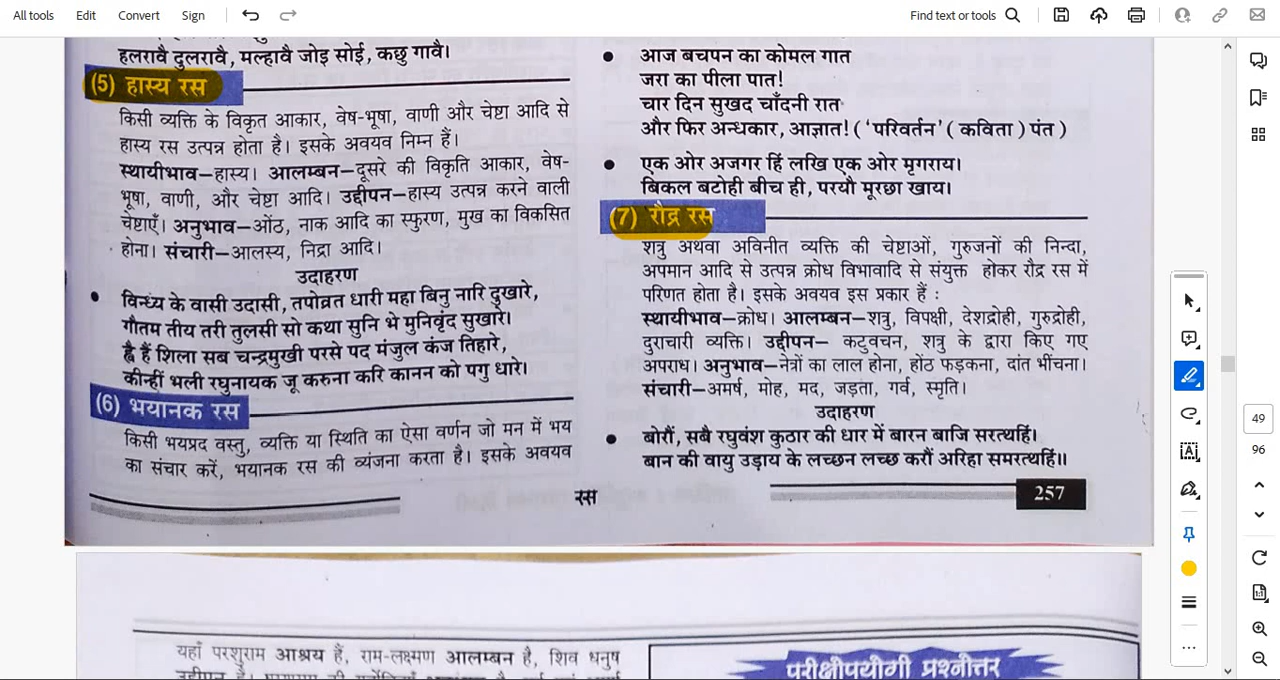 All tools
Edit
Convert
Sign
Find text or tools
हलरावै दुलरावै, मल्हावै जोइ सोई, कछु गावै।
(5) हास्य रस
किसी व्यक्ति के विकृत आकार, वेष-भूषा, वाणी और चेष्टा आदि से
हास्य रस उत्पन्न होता है। इसके अवयव निम्न हैं।
स्थायीभाव–हास्य। आलम्बन–दूसरे की विकृति आकार, वेष-
भूषा, वाणी, और चेष्टा आदि। उद्दीपन–हास्य उत्पन्न करने वाली
चेष्टाएँ। अनुभाव–ओंठ, नाक आदि का स्फुरण, मुख का विकसित
होना। संचारी–आलस्य, निद्रा आदि।
उदाहरण
● विन्ध्य के वासी उदासी, तपोव्रत धारी महा बिनु नारि दुखारे,
गौतम तीय तरी तुलसी सो कथा सुनि भे मुनिवृंद सुखारे।
ह्वै हैं शिला सब चन्द्रमुखी परसे पद मंजुल कंज तिहारे,
कीन्हीं भली रघुनायक जू करुना करि कानन को पगु धारे।
(6) भयानक रस
किसी भयप्रद वस्तु, व्यक्ति या स्थिति का ऐसा वर्णन जो मन में भय
का संचार करें, भयानक रस की व्यंजना करता है। इसके अवयव
● आज बचपन का कोमल गात
जरा का पीला पात!
चार दिन सुखद चाँदनी रात
और फिर अन्धकार, आज्ञात! ( ‘परिवर्तन’ ( कविता ) पंत )
● एक ओर अजगर हिं लखि एक ओर मृगराय।
बिकल बटोही बीच ही, परयौ मूरछा खाय।
(7) रौद्र रस
शत्रु अथवा अविनीत व्यक्ति की चेष्टाओं, गुरुजनों की निन्दा,
अपमान आदि से उत्पन्न क्रोध विभावादि से संयुक्त होकर रौद्र रस में
परिणत होता है। इसके अवयव इस प्रकार हैं :
स्थायीभाव–क्रोध। आलम्बन–शत्रु, विपक्षी, देशद्रोही, गुरुद्रोही,
दुराचारी व्यक्ति। उद्दीपन– कटुवचन, शत्रु के द्वारा किए गए
अपराध। अनुभाव–नेत्रों का लाल होना, होंठ फड़कना, दांत भींचना।
संचारी–अमर्ष, मोह, मद, जड़ता, गर्व, स्मृति।
उदाहरण
● बोरौं, सबै रघुवंश कुठार की धार में बारन बाजि सरत्थहिं।
बान की वायु उड़ाय के लच्छन लच्छ करौं अरिहा समरत्थहिं॥
रस
257
यहाँ परशुराम आश्रय हैं, राम-लक्ष्मण आलम्बन है, शिव धनुष
परीक्षोपयोगी प्रश्नोत्तर
49
96